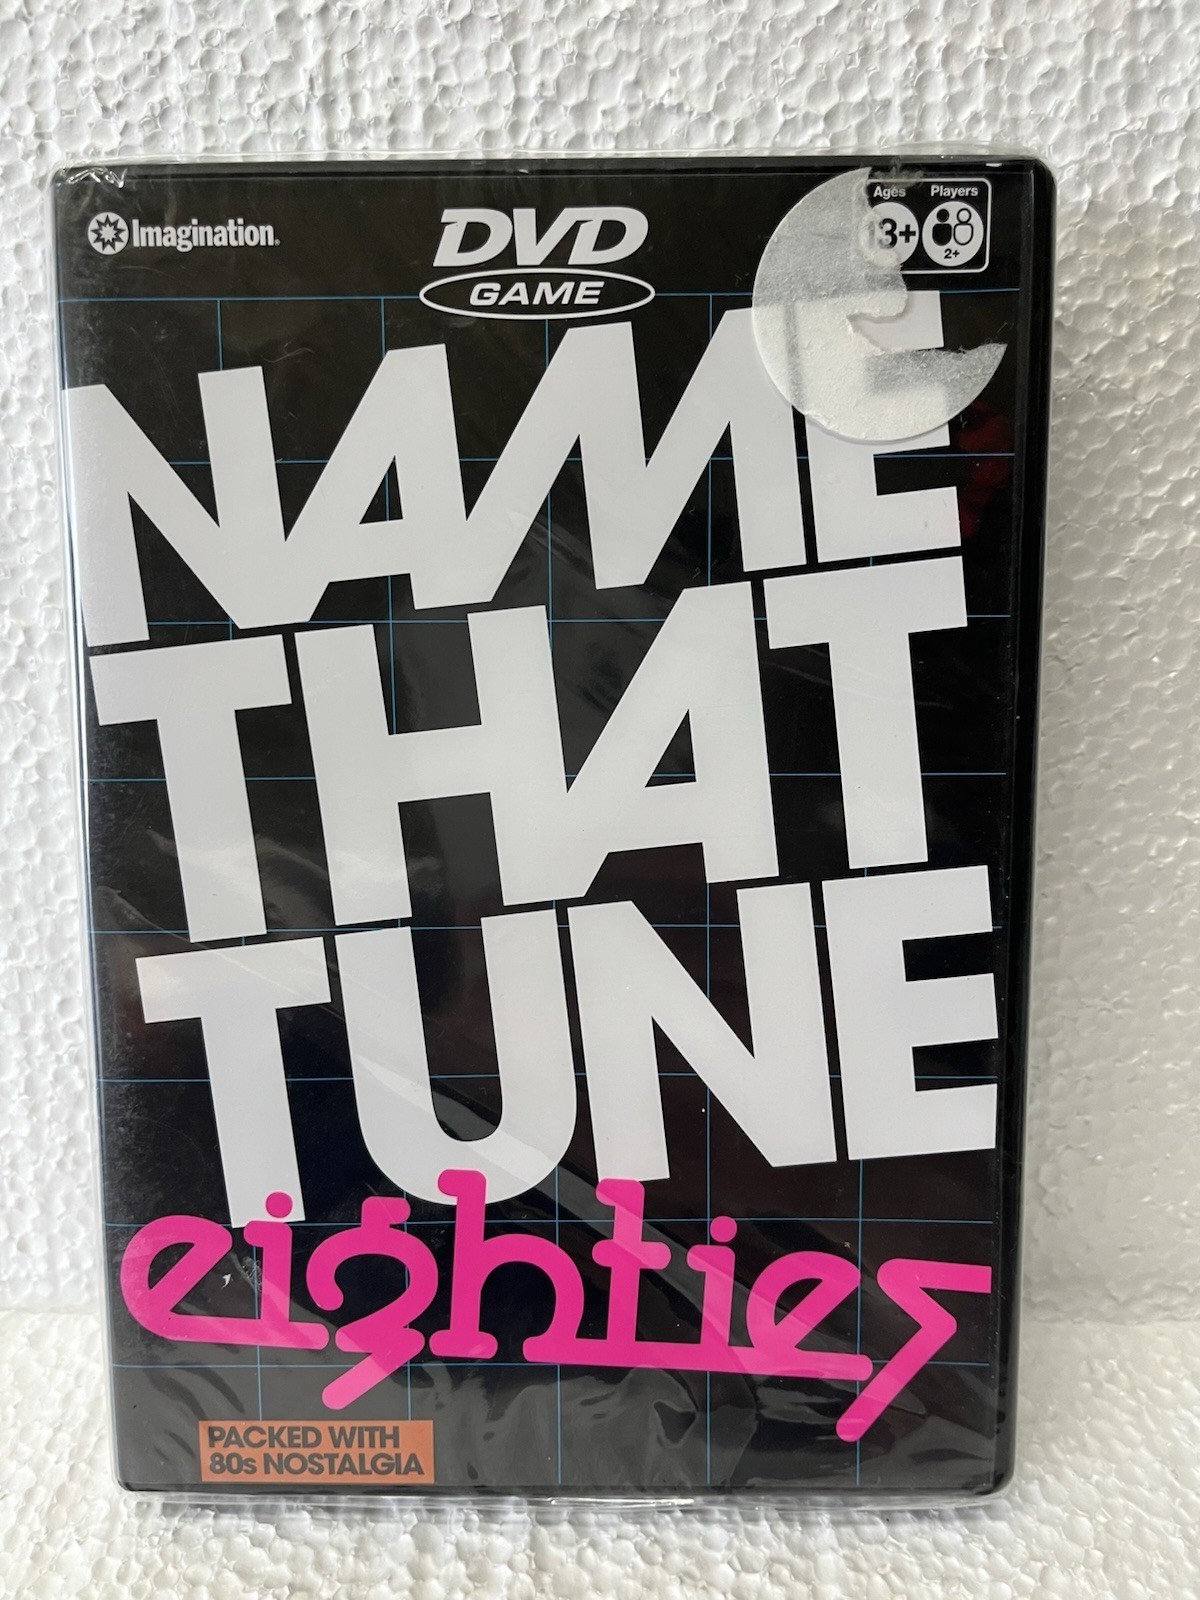 Imagination
DVD
GAME
Ages
13+
Players
2+
NAME
THAT
TUNE
eighties
PACKED WITH
80s NOSTALGIA